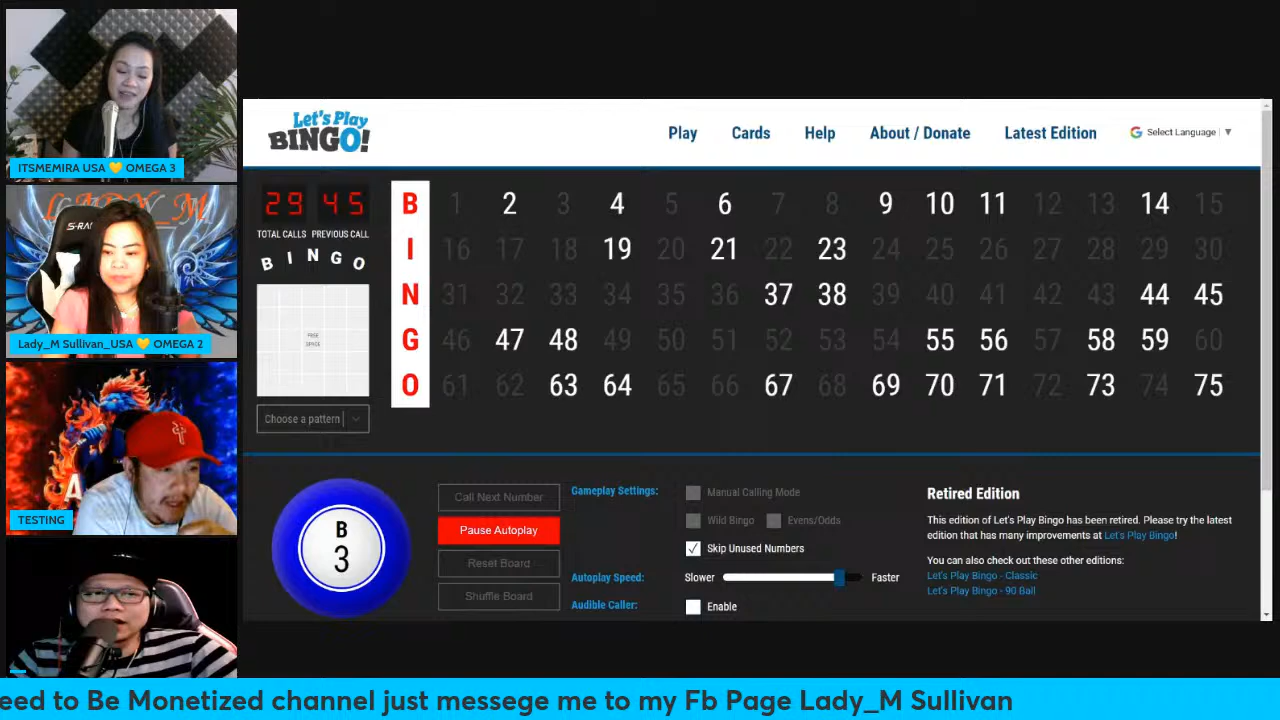 ITSMEMIRA USA 💛 OMEGA 3
LADY_M
S-RAC
Lady_M Sullivan_USA 💛 OMEGA 2
TESTING
Let's Play
BINGO!
Play Cards Help About / Donate Latest Edition Select Language ▼
29 45
TOTAL CALLS PREVIOUS CALL
B I N G O
FREE
SPACE
Choose a pattern
B 1 2 3 4 5 6 7 8 9 10 11 12 13 14 15
I 16 17 18 19 20 21 22 23 24 25 26 27 28 29 30
N 31 32 33 34 35 36 37 38 39 40 41 42 43 44 45
G 46 47 48 49 50 51 52 53 54 55 56 57 58 59 60
O 61 62 63 64 65 66 67 68 69 70 71 72 73 74 75
B
3
Call Next Number
Pause Autoplay
Reset Board
Shuffle Board
Gameplay Settings:
Manual Calling Mode
Wild Bingo Evens/Odds
Skip Unused Numbers
Autoplay Speed: Slower Faster
Audible Caller: Enable
Retired Edition
This edition of Let's Play Bingo has been retired. Please try the latest
edition that has many improvements at Let's Play Bingo!
You can also check out these other editions:
Let's Play Bingo - Classic
Let's Play Bingo - 90 Ball
eed to Be Monetized channel just messege me to my Fb Page Lady_M Sullivan